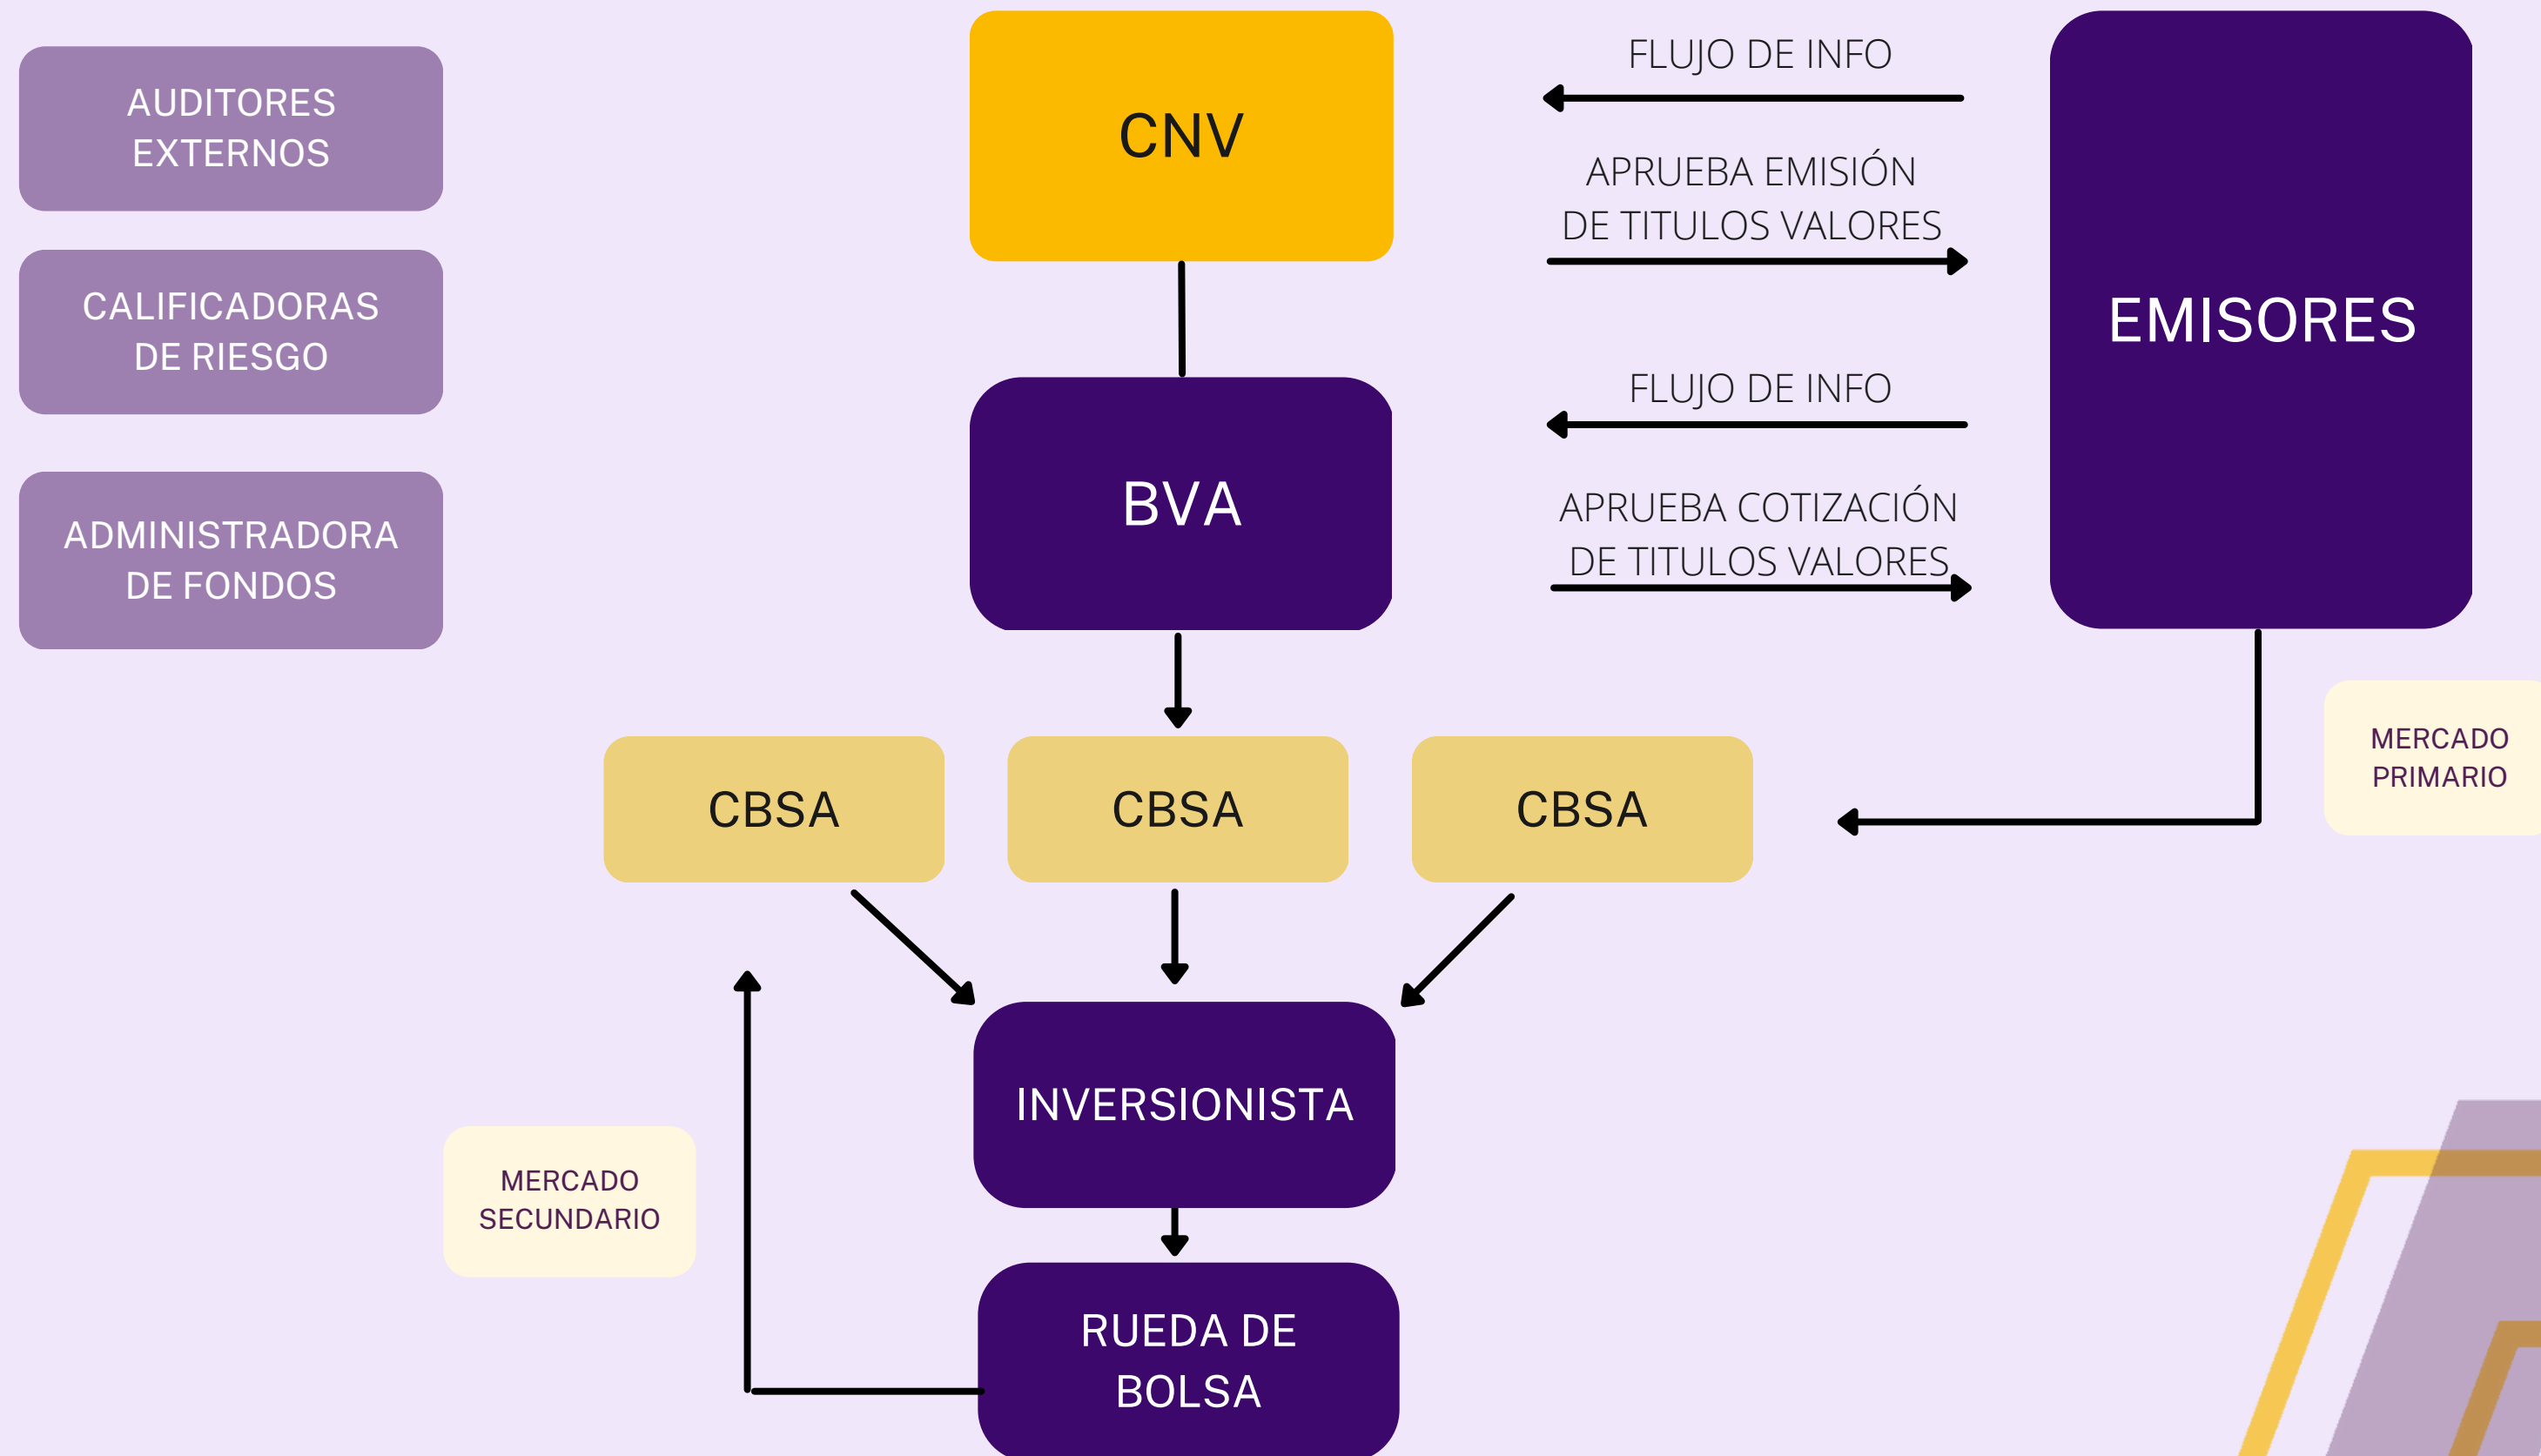 AUDITORES
EXTERNOS
CALIFICADORAS
DE RIESGO
ADMINISTRADORA
DE FONDOS
CNV
FLUJO DE INFO
APRUEBA EMISIÓN
DE TITULOS VALORES
EMISORES
BVA
FLUJO DE INFO
APRUEBA COTIZACIÓN
DE TITULOS VALORES
MERCADO
PRIMARIO
CBSA
CBSA
CBSA
INVERSIONISTA
MERCADO
SECUNDARIO
RUEDA DE
BOLSA